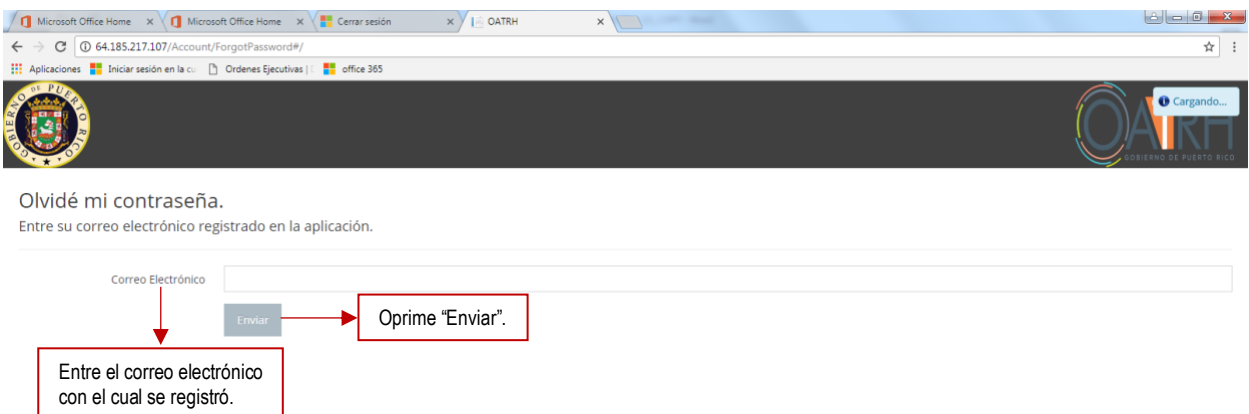 Microsoft Office Home
Microsoft Office Home
Cerrar sesión
OATRH
64.185.217.107/Account/ForgotPassword#/
Aplicaciones
Iniciar sesión en la cu
Ordenes Ejecutivas |
office 365
GOBIERNO DE PUERTO RICO
OATRH
GOBIERNO DE PUERTO RICO
Cargando...
Olvidé mi contraseña.
Entre su correo electrónico registrado en la aplicación.
Correo Electrónico
Enviar
Oprime “Enviar”.
Entre el correo electrónico
con el cual se registró.